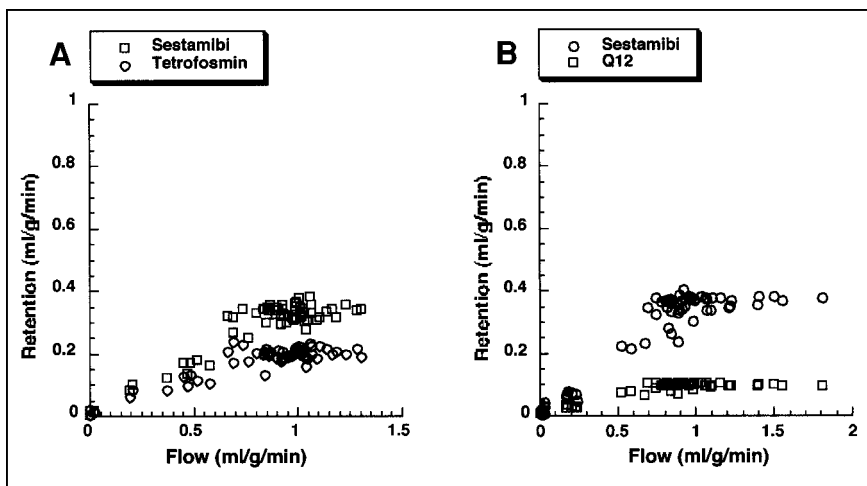 A
Sestamibi
Tetrofosmin
1
0.8
0.6
0.4
0.2
0
Retention (ml/g/min)
0
0.5
1
1.5
Flow (ml/g/min)
B
Sestamibi
Q12
1
0.8
0.6
0.4
0.2
0
Retention (ml/g/min)
0
0.5
1
1.5
2
Flow (ml/g/min)